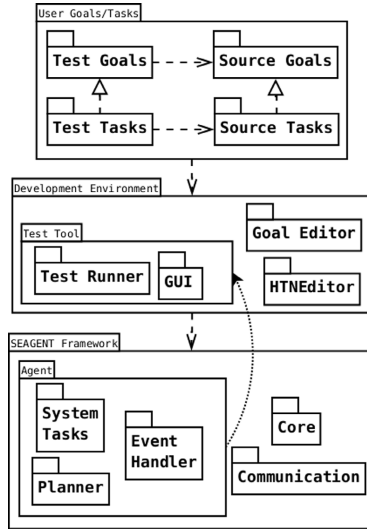 User Goals/Tasks
Test Goals
Source Goals
Test Tasks
Source Tasks
Development Environment
Goal Editor
Test Tool
Test Runner
GUI
HTNEditor
SEAGENT Framework
Agent
System
Tasks
Event
Handler
Core
Planner
Communication